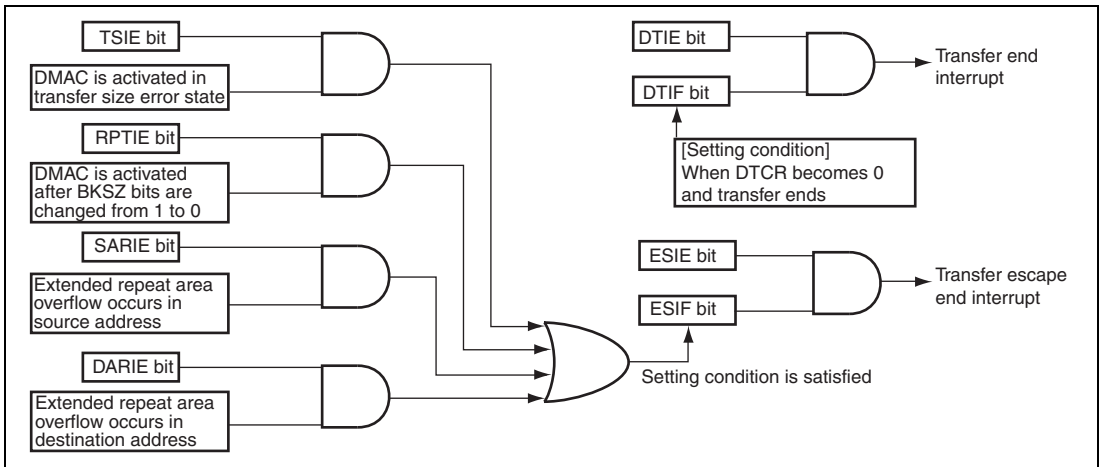 TSIE bit
DMAC is activated in
transfer size error state
RPTIE bit
DMAC is activated
after BKSZ bits are
changed from 1 to 0
SARIE bit
Extended repeat area
overflow occurs in
source address
DARIE bit
Extended repeat area
overflow occurs in
destination address
DTIE bit
DTIF bit
Transfer end
interrupt
[Setting condition]
When DTCR becomes 0
and transfer ends
ESIE bit
ESIF bit
Transfer escape
end interrupt
Setting condition is satisfied